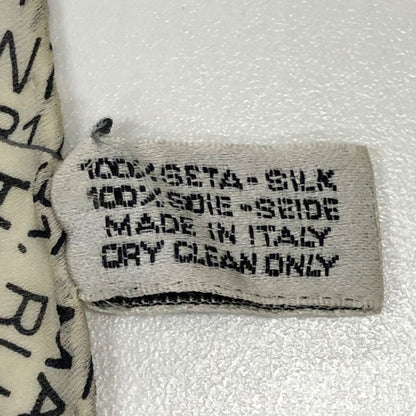 100% SETA - SILK
100% SOIE - SEIDE
MADE IN ITALY
DRY CLEAN ONLY